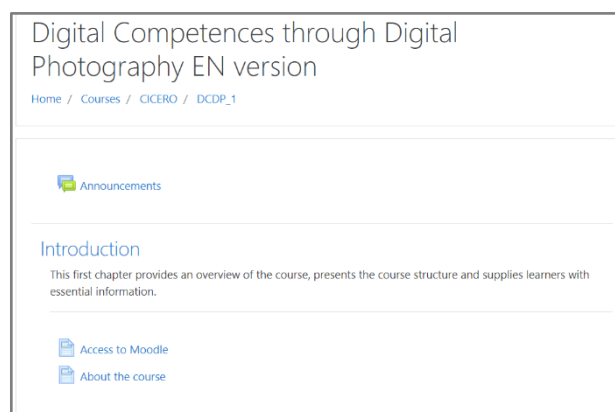 Digital Competences through Digital
Photography EN version
Home / Courses / CICERO / DCDP_1
Announcements
Introduction
This first chapter provides an overview of the course, presents the course structure and supplies learners with
essential information.
Access to Moodle
About the course